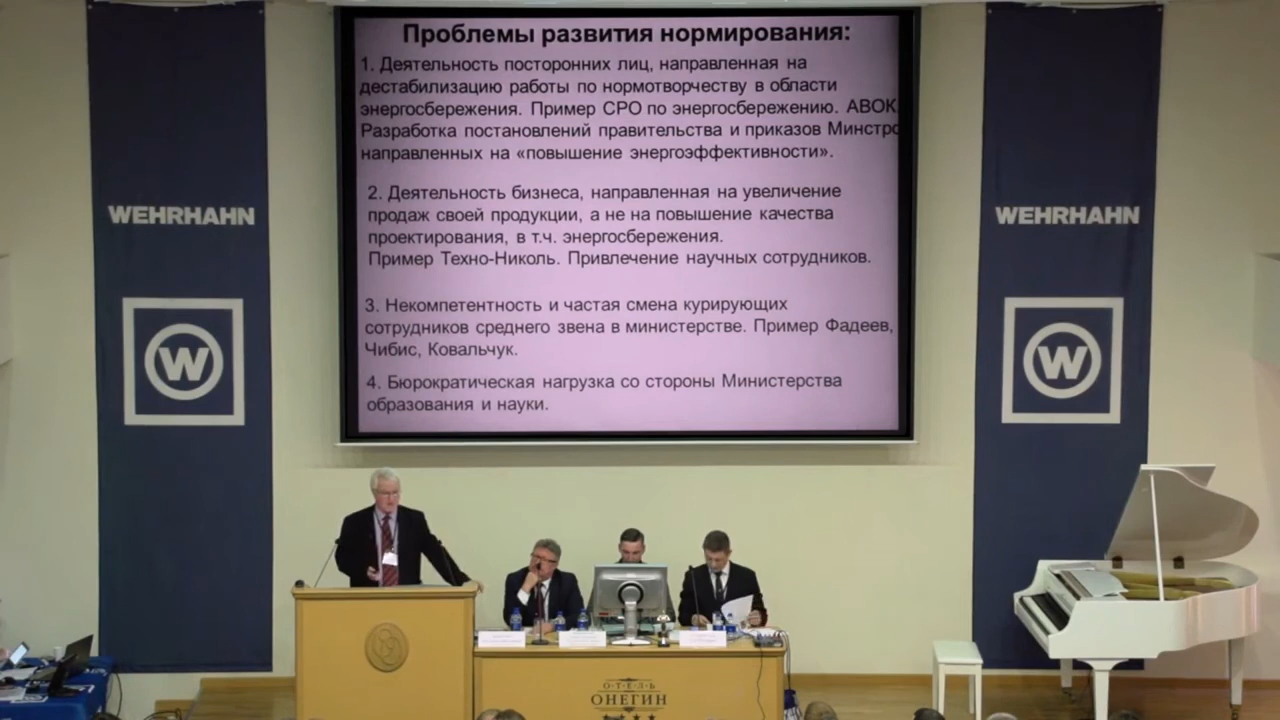 Проблемы развития нормирования:
1. Деятельность посторонних лиц, направленная на
дестабилизацию работы по нормотворчеству в области
энергосбережения. Пример СРО по энергосбережению. АВОК
Разработка постановлений правительства и приказов Минстро
направленных на «повышение энергоэффективности».
2. Деятельность бизнеса, направленная на увеличение
продаж своей продукции, а не на повышение качества
проектирования, в т.ч. энергосбережения.
Пример Техно-Николь. Привлечение научных сотрудников.
3. Некомпетентность и частая смена курирующих
сотрудников среднего звена в министерстве. Пример Фадеев,
Чибис, Ковальчук.
4. Бюрократическая нагрузка со стороны Министерства
образования и науки.
WEHRHAHN
W
WEHRHAHN
W
ОТЕЛЬ
ОНЕГИН